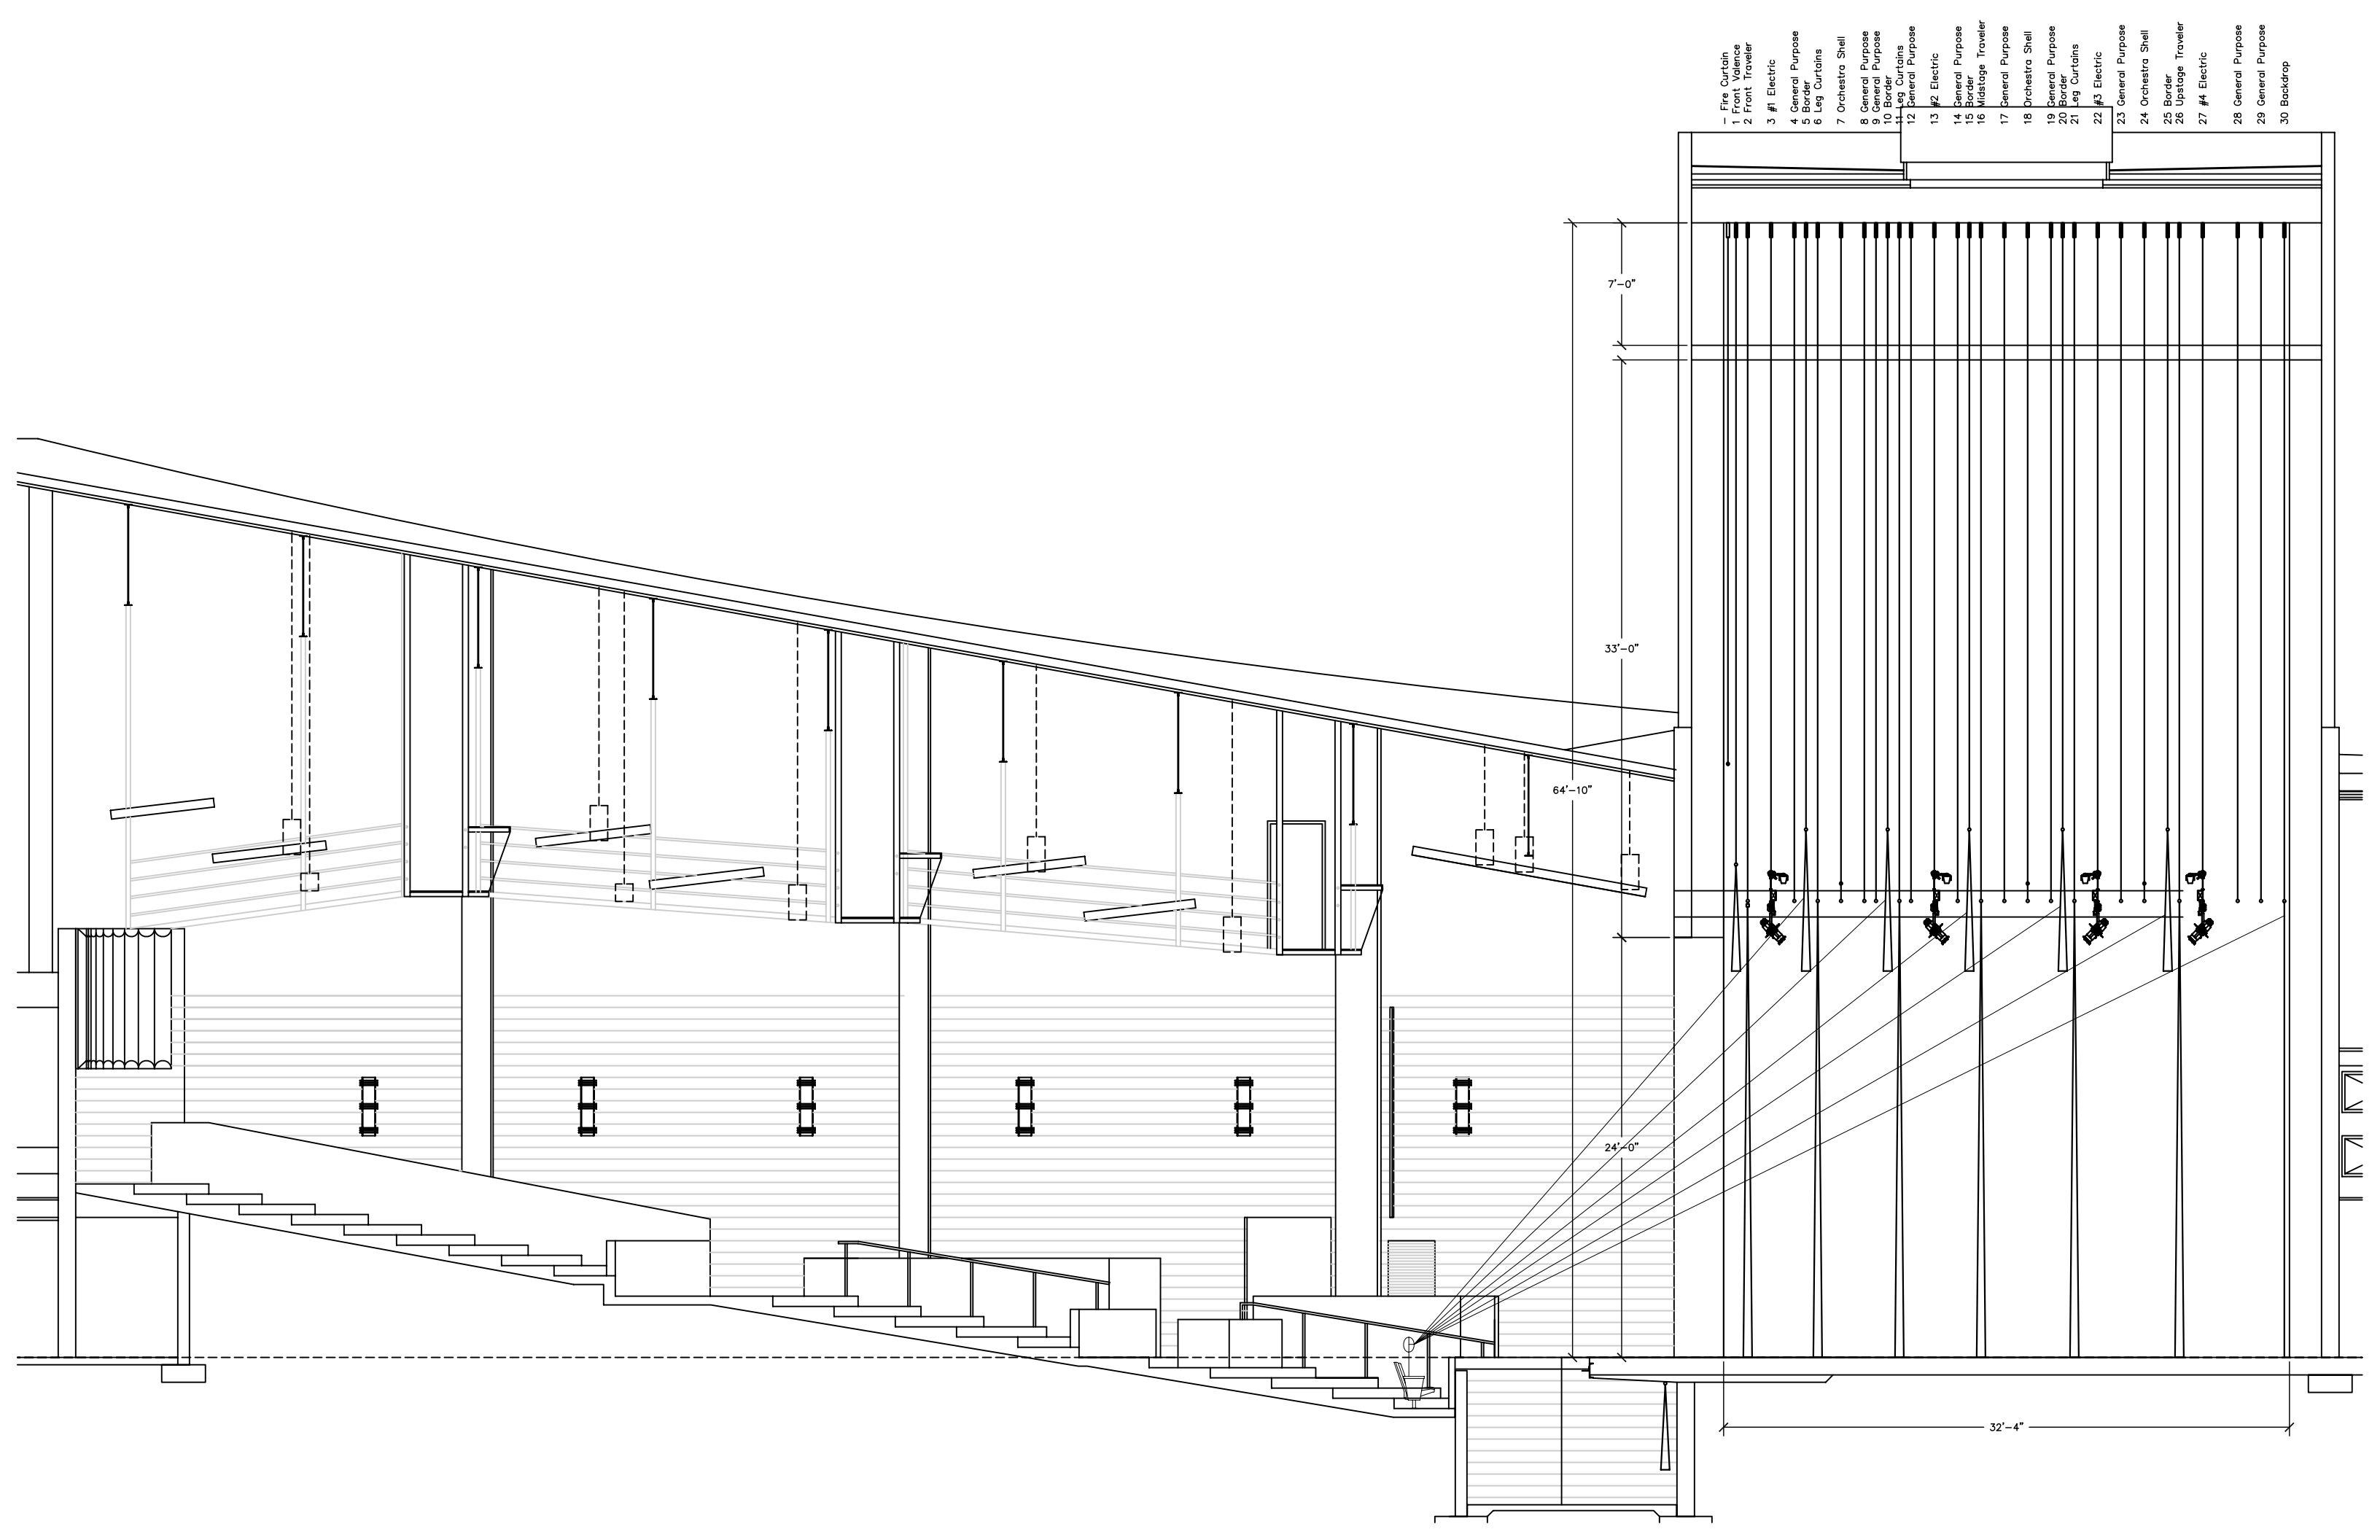 – Fire Curtain
1 Front Valence
2 Front Traveler
3 #1 Electric
4 General Purpose
5 Border
6 Leg Curtains
7 Orchestra Shell
8 General Purpose
9 General Purpose
10 Border
11 Leg Curtains
12 General Purpose
13 #2 Electric
14 General Purpose
15 Border
16 Midstage Traveler
17 General Purpose
18 Orchestra Shell
19 General Purpose
20 Border
21 Leg Curtains
22 #3 Electric
23 General Purpose
24 Orchestra Shell
25 Border
26 Upstage Traveler
27 #4 Electric
28 General Purpose
29 General Purpose
30 Backdrop
7'–0"
33'–0"
64'–10"
24'–0"
32'–4"